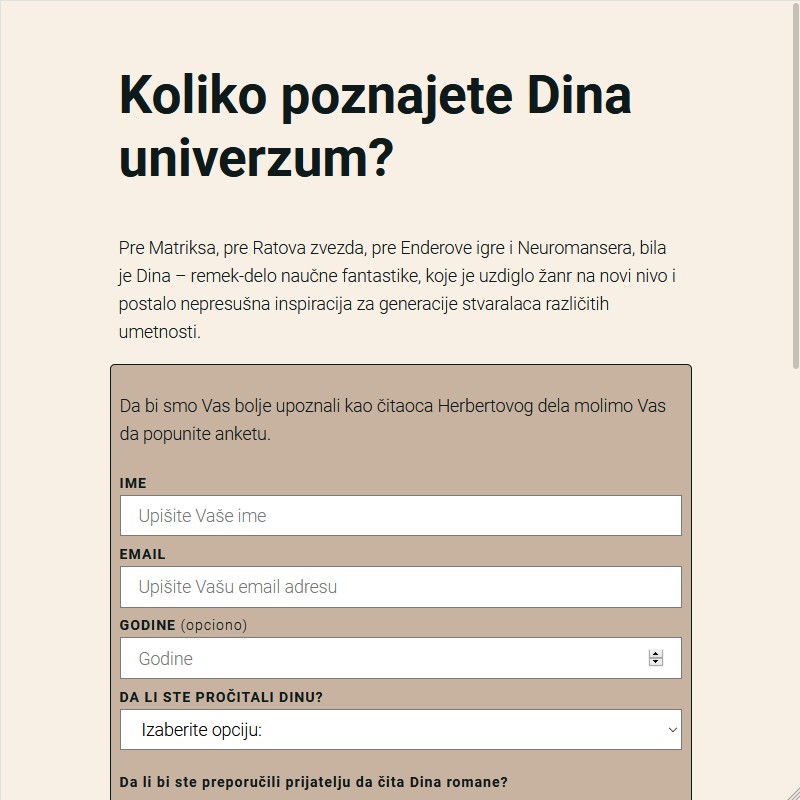 Koliko poznajete Dina
univerzum?
Pre Matriksa, pre Ratova zvezda, pre Enderove igre i Neuromansera, bila
je Dina – remek-delo naučne fantastike, koje je uzdiglo žanr na novi nivo i
postalo nepresušna inspiracija za generacije stvaralaca različitih
umetnosti.
Da bi smo Vas bolje upoznali kao čitaoca Herbertovog dela molimo Vas
da popunite anketu.
IME
Upišite Vaše ime
EMAIL
Upišite Vašu email adresu
GODINE (opciono)
Godine
DA LI STE PROČITALI DINU?
Izaberite opciju:
Da li bi ste preporučili prijatelju da čita Dina romane?